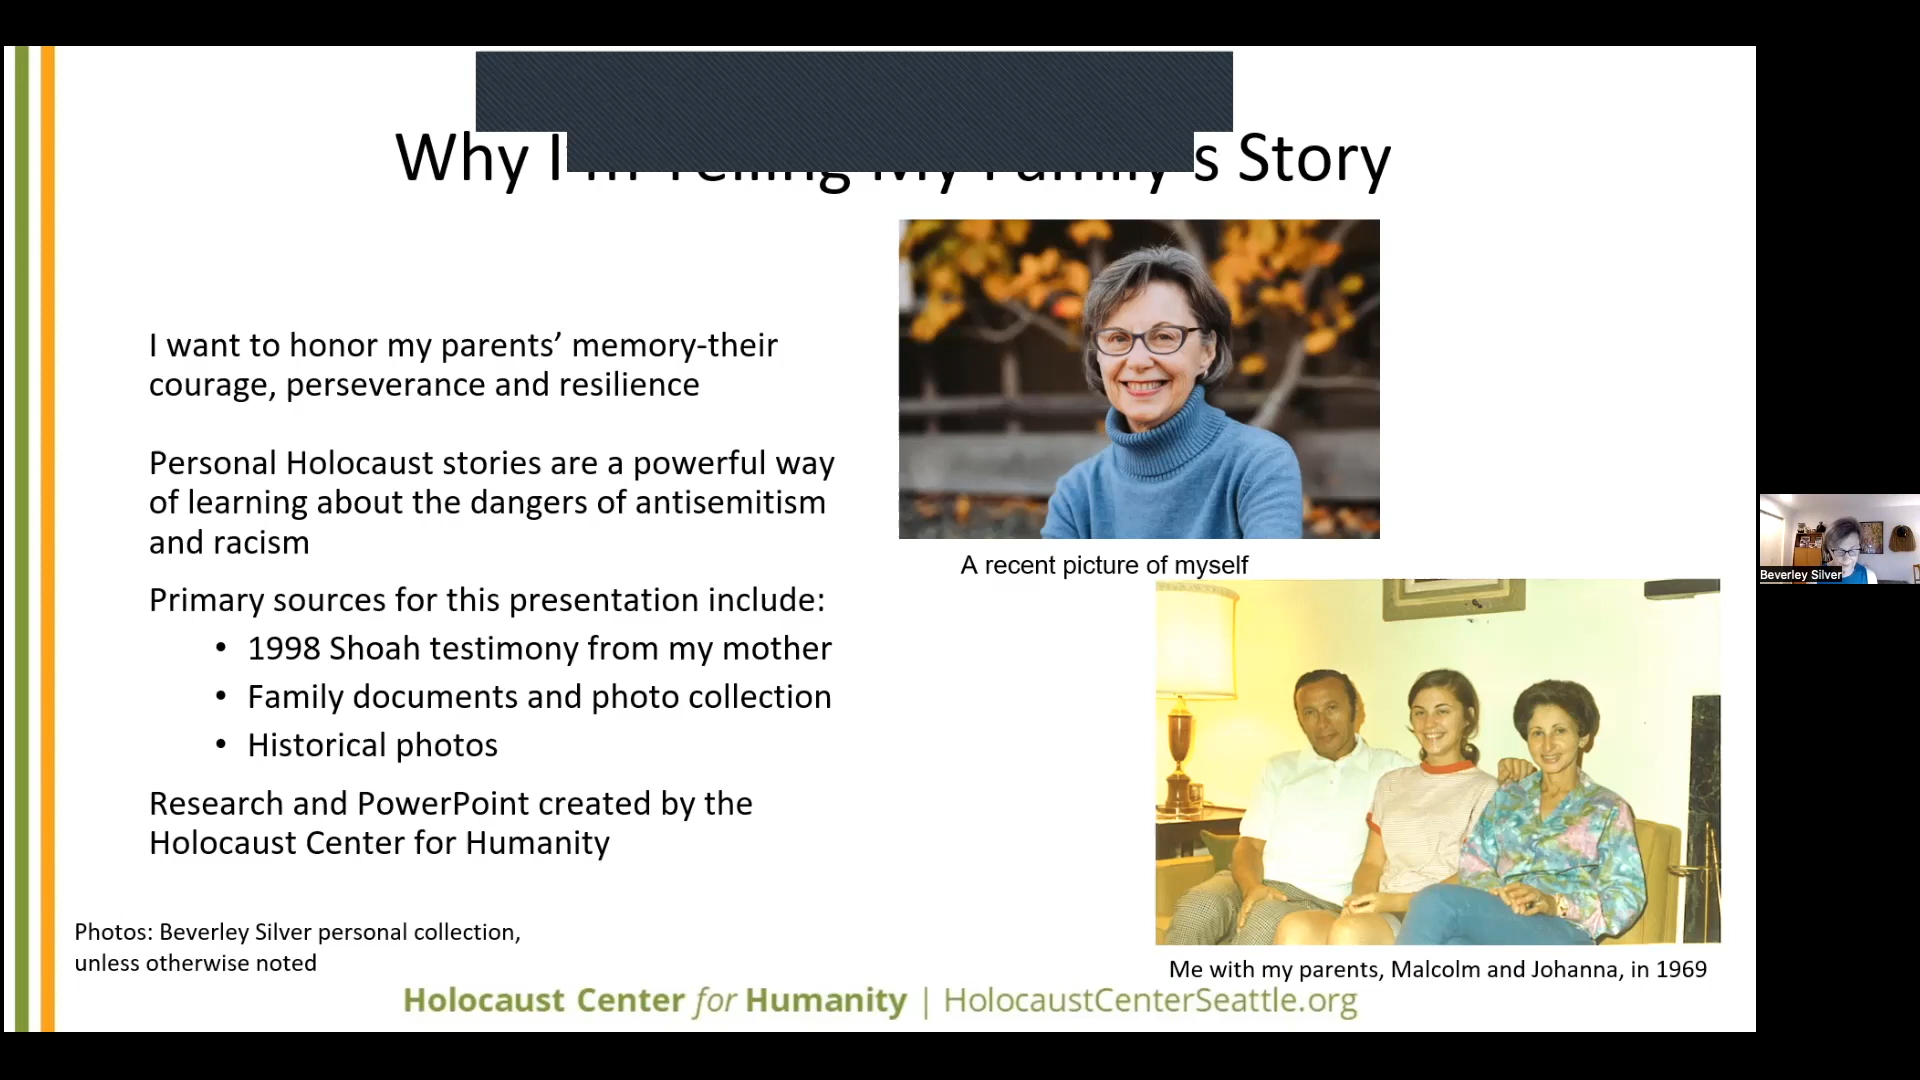 Why I'm Telling My Family's Story
I want to honor my parents’ memory-their
courage, perseverance and resilience
Personal Holocaust stories are a powerful way
of learning about the dangers of antisemitism
and racism
Primary sources for this presentation include:
• 1998 Shoah testimony from my mother
• Family documents and photo collection
• Historical photos
Research and PowerPoint created by the
Holocaust Center for Humanity
Photos: Beverley Silver personal collection,
unless otherwise noted
A recent picture of myself
Me with my parents, Malcolm and Johanna, in 1969
Holocaust Center for Humanity | HolocaustCenterSeattle.org
Beverley Silver